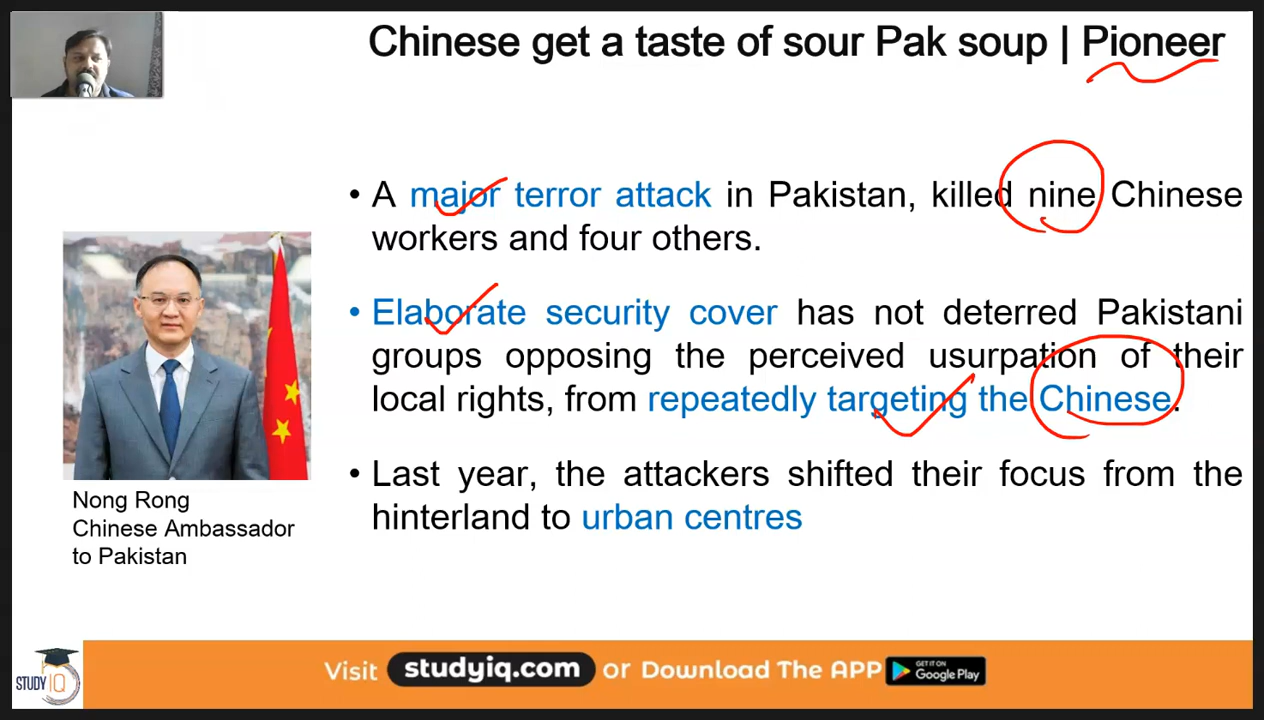 Chinese get a taste of sour Pak soup | Pioneer
• A major terror attack in Pakistan, killed nine Chinese
workers and four others.
• Elaborate security cover has not deterred Pakistani
groups opposing the perceived usurpation of their
local rights, from repeatedly targeting the Chinese.
• Last year, the attackers shifted their focus from the
hinterland to urban centres
Nong Rong
Chinese Ambassador
to Pakistan
STUDY IQ
Visit studyiq.com or Download The APP GET IT ON Google Play